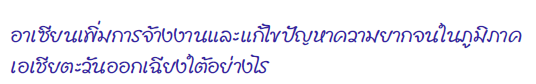 อาเซียนเพิ่มการจ้างงานและแก้ไขปัญหาความยากจนในภูมิภาค
เอเชียตะวันออกเฉียงใต้อย่างไร